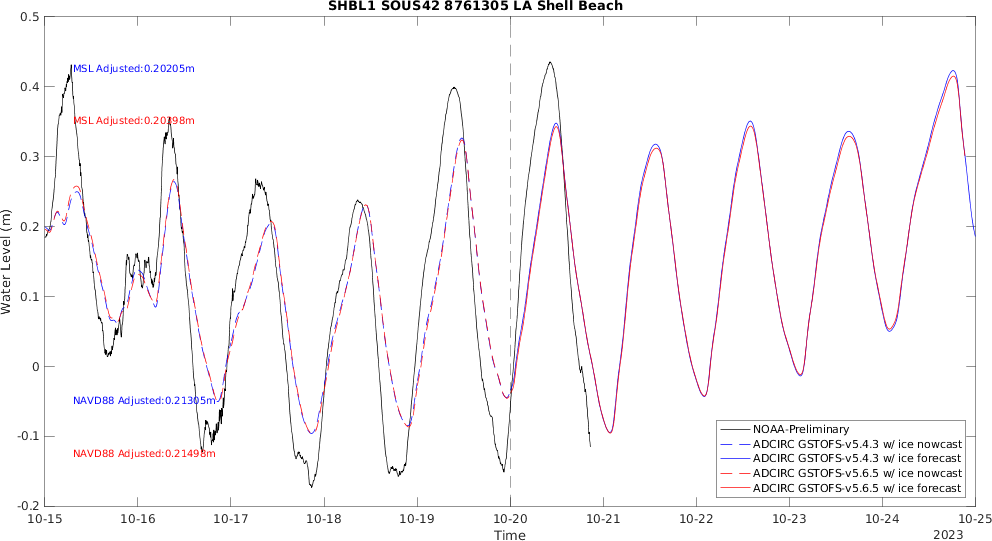 SHBL1 SOUS42 8761305 LA Shell Beach
0.5
0.4
0.3
0.2
0.1
0
-0.1
-0.2
Water Level (m)
MSL Adjusted:0.20205m
MSL Adjusted:0.20198m
NAVD88 Adjusted:0.21305m
NAVD88 Adjusted:0.21498m
NOAA-Preliminary
ADCIRC GSTOFS-v5.4.3 w/ ice nowcast
ADCIRC GSTOFS-v5.4.3 w/ ice forecast
ADCIRC GSTOFS-v5.6.5 w/ ice nowcast
ADCIRC GSTOFS-v5.6.5 w/ ice forecast
10-15 10-16 10-17 10-18 10-19 10-20 10-21 10-22 10-23 10-24 10-25
Time
2023